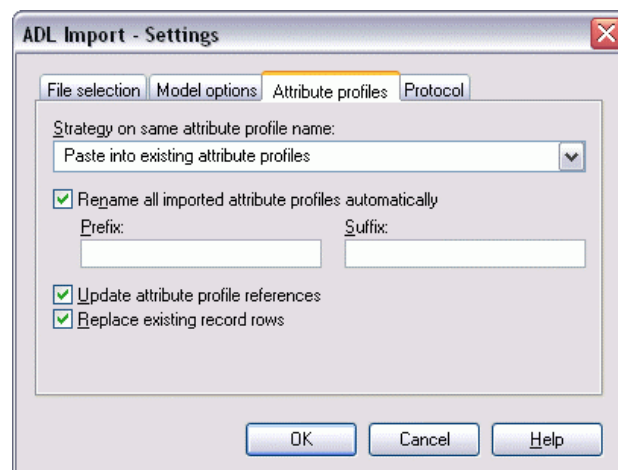 ADL Import - Settings
File selection Model options Attribute profiles Protocol
Strategy on same attribute profile name:
Paste into existing attribute profiles
Rename all imported attribute profiles automatically
Prefix: Suffix:
Update attribute profile references
Replace existing record rows
OK Cancel Help